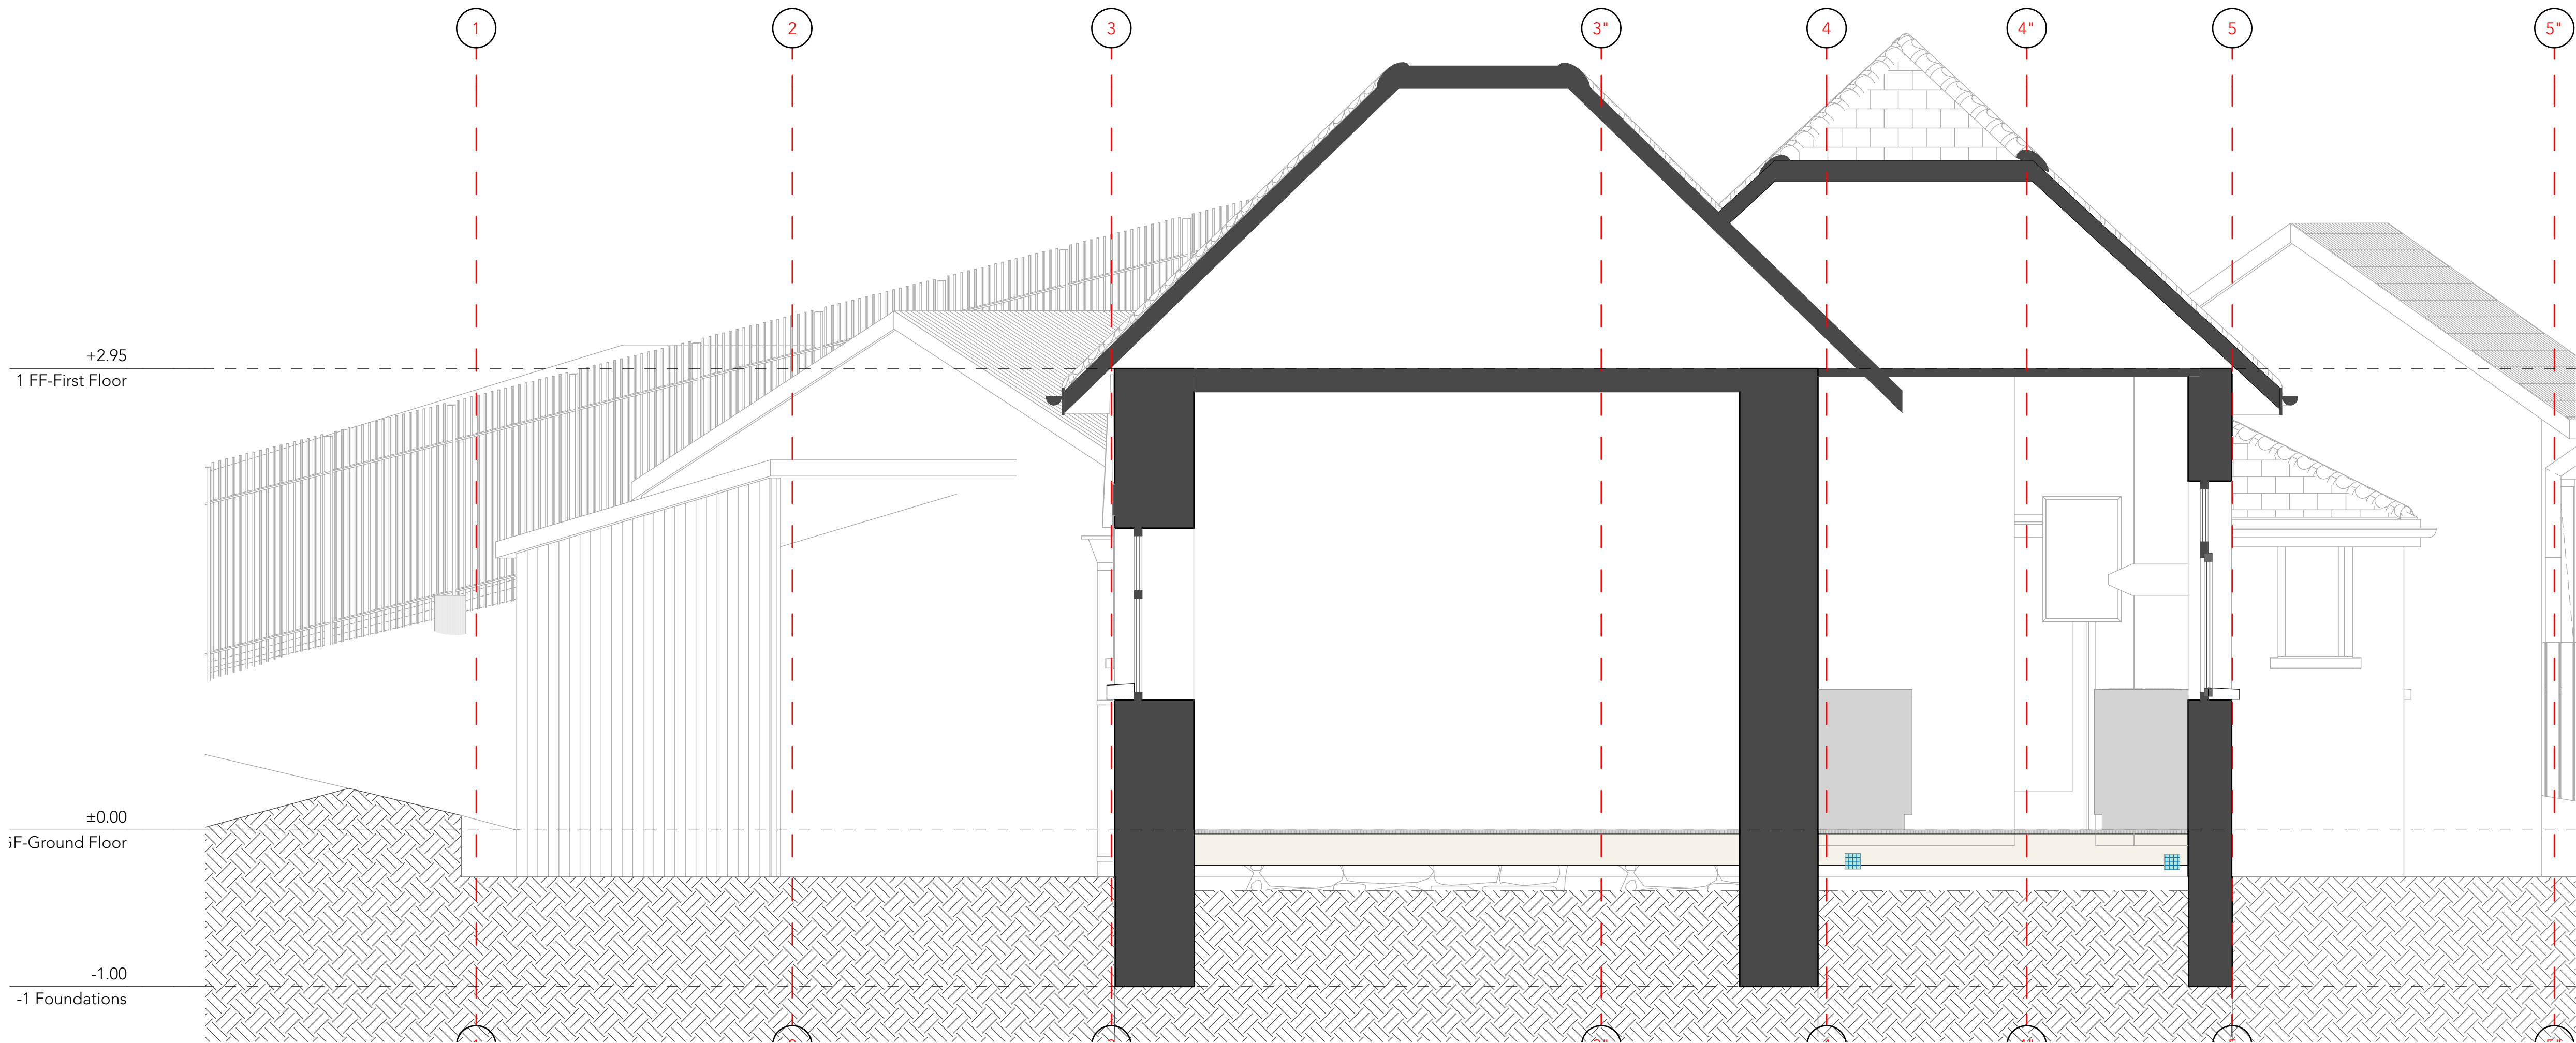 1 2 3 3" 4 4" 5 5"
+2.95
1 FF-First Floor
±0.00
GF-Ground Floor
-1.00
-1 Foundations